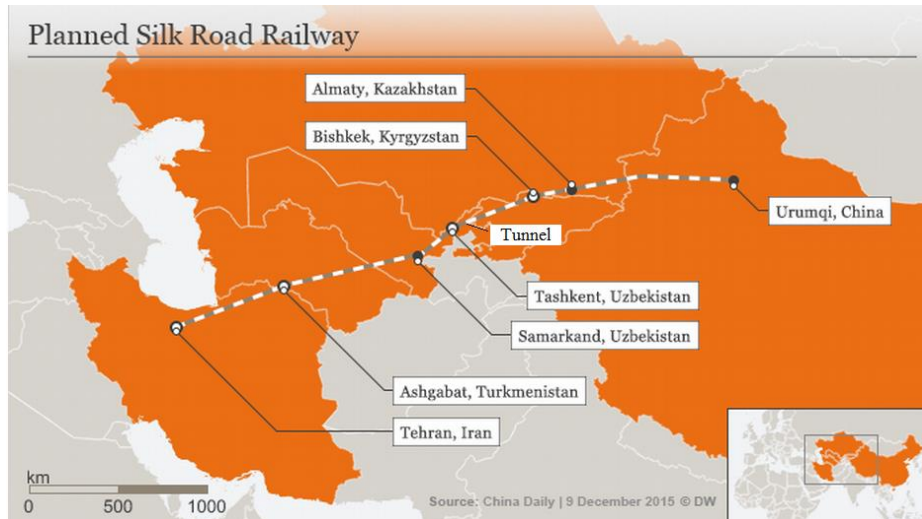 Planned Silk Road Railway
Almaty, Kazakhstan
Bishkek, Kyrgyzstan
Urumqi, China
Tunnel
Tashkent, Uzbekistan
Samarkand, Uzbekistan
Ashgabat, Turkmenistan
Tehran, Iran
km
0 500 1000
Source: China Daily | 9 December 2015 © DW